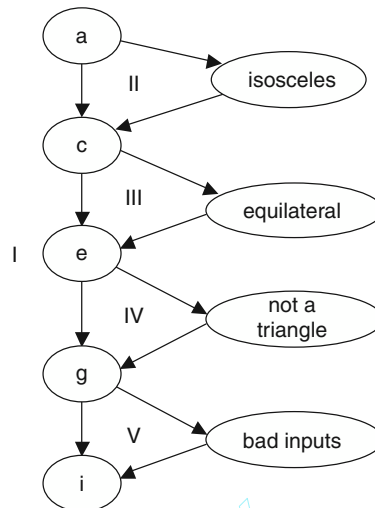 a
II
isosceles
c
III
equilateral
I
e
IV
not a
triangle
g
V
bad inputs
i